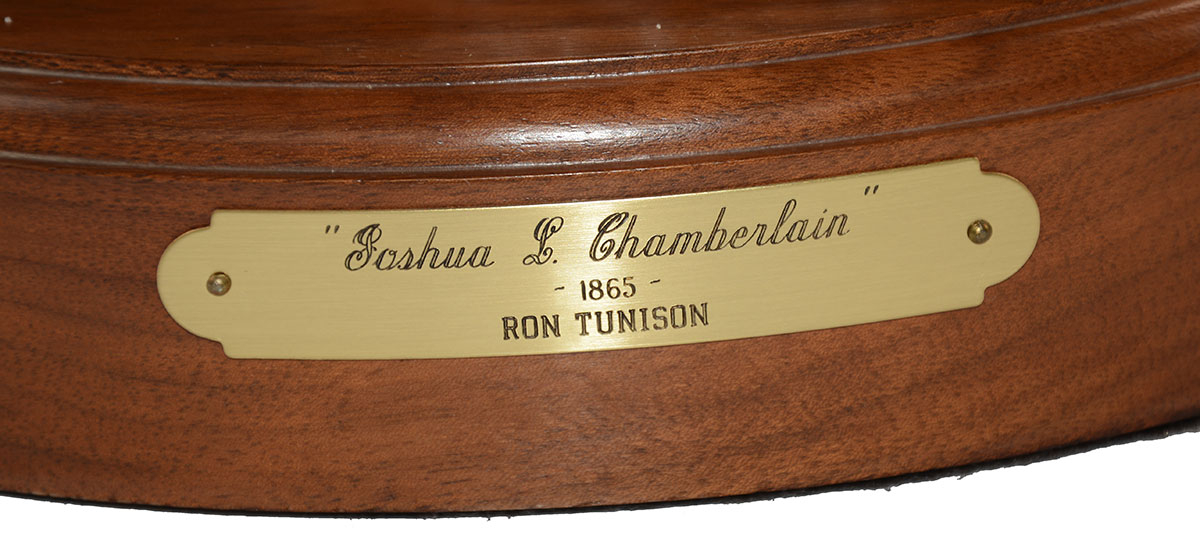 "Joshua L. Chamberlain"
- 1865 -
RON TUNISON